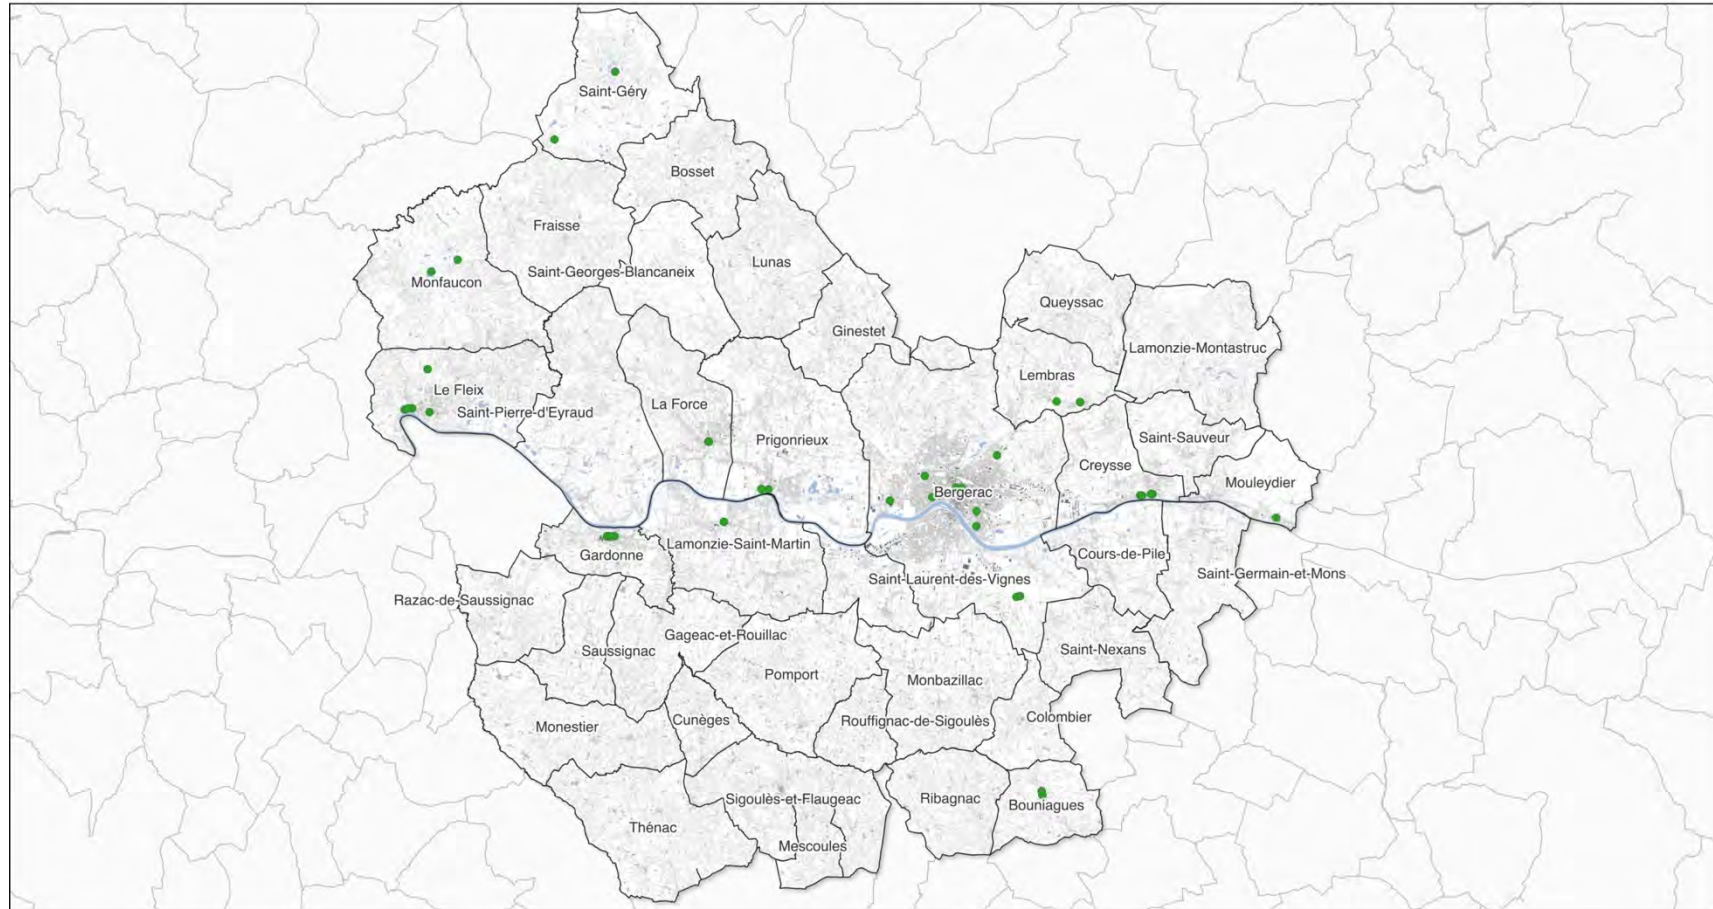 Saint-Géry
Bosset
Fraisse
Lunas
Saint-Georges-Blancaneix
Monfaucon
Queyssac
Ginestet
Lamonzie-Montastruc
Lembras
Le Fleix
La Force
Saint-Pierre-d'Eyraud
Prigonrieux
Saint-Sauveur
Creysse
Mouleydier
Bergerac
Lamonzie-Saint-Martin
Gardonne
Cours-de-Pile
Saint-Germain-et-Mons
Saint-Laurent-des-Vignes
Razac-de-Saussignac
Gageac-et-Rouillac
Saussignac
Saint-Nexans
Pomport
Monbazillac
Colombier
Cunèges
Rouffignac-de-Sigoulès
Monestier
Sigoulès-et-Flaugeac
Ribagnac
Bouniagues
Thénac
Mescoules